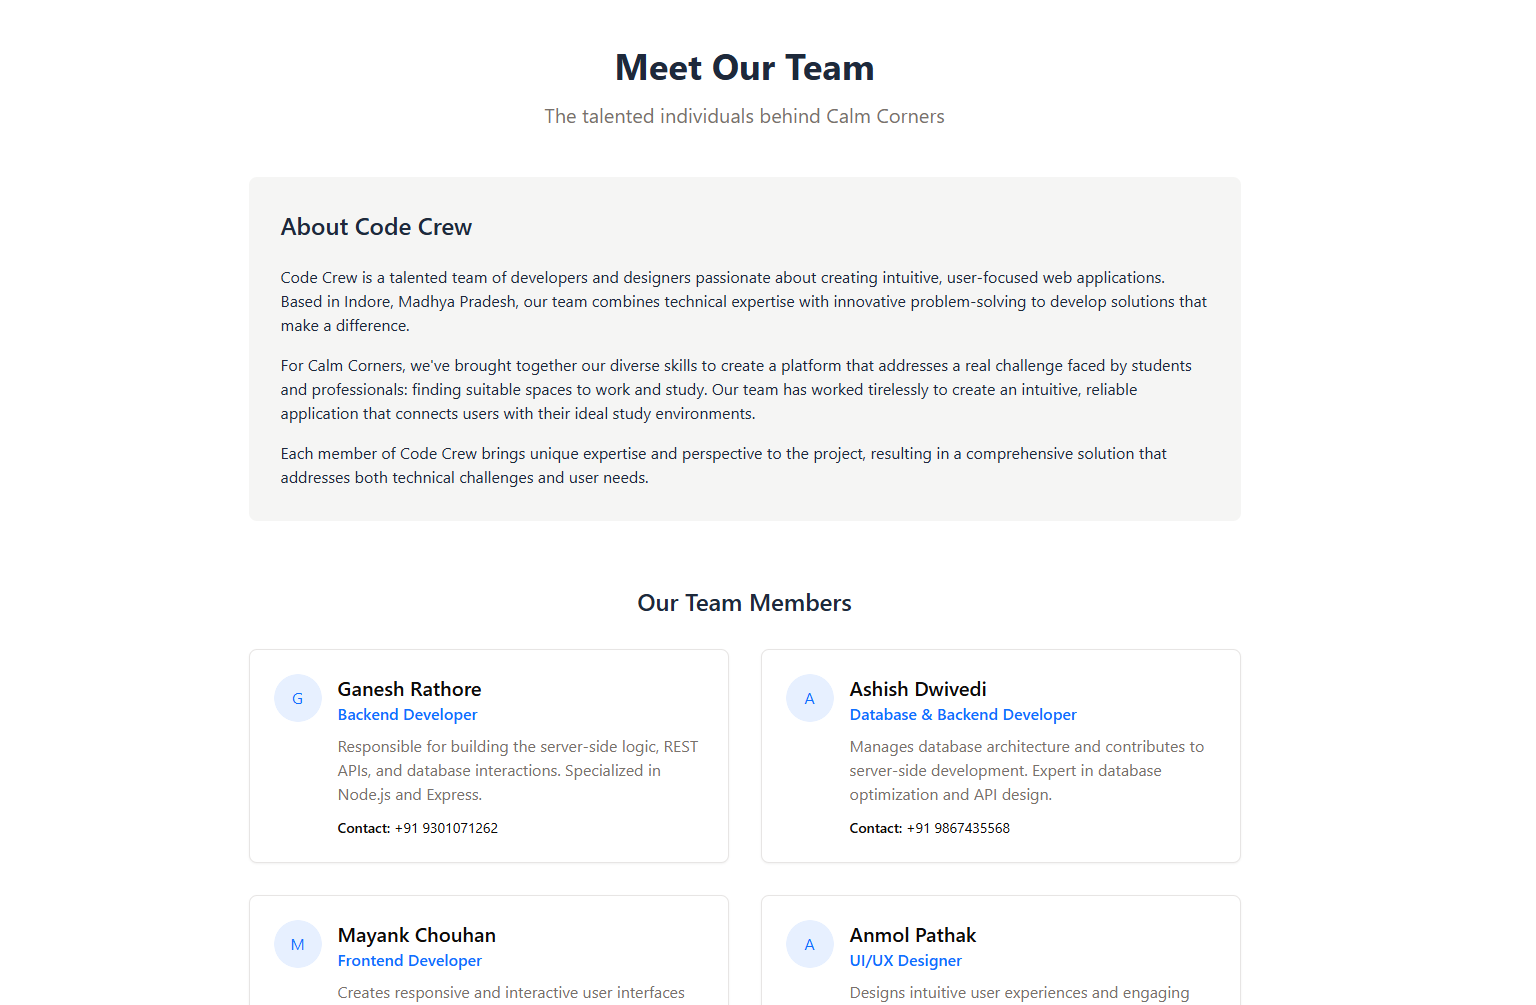 Meet Our Team
The talented individuals behind Calm Corners
About Code Crew
Code Crew is a talented team of developers and designers passionate about creating intuitive, user-focused web applications.
Based in Indore, Madhya Pradesh, our team combines technical expertise with innovative problem-solving to develop solutions that
make a difference.
For Calm Corners, we've brought together our diverse skills to create a platform that addresses a real challenge faced by students
and professionals: finding suitable spaces to work and study. Our team has worked tirelessly to create an intuitive, reliable
application that connects users with their ideal study environments.
Each member of Code Crew brings unique expertise and perspective to the project, resulting in a comprehensive solution that
addresses both technical challenges and user needs.
Our Team Members
G
Ganesh Rathore
Backend Developer
Responsible for building the server-side logic, REST
APIs, and database interactions. Specialized in
Node.js and Express.
Contact: +91 9301071262
A
Ashish Dwivedi
Database & Backend Developer
Manages database architecture and contributes to
server-side development. Expert in database
optimization and API design.
Contact: +91 9867435568
M
Mayank Chouhan
Frontend Developer
Creates responsive and interactive user interfaces
A
Anmol Pathak
UI/UX Designer
Designs intuitive user experiences and engaging